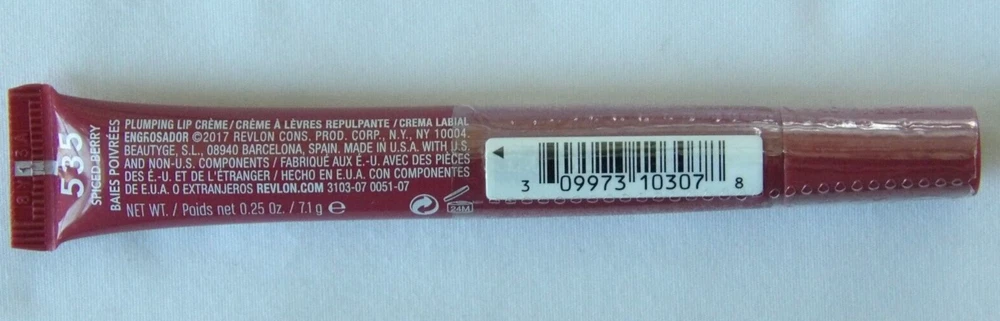 535
SPICED BERRY
BAIES POIVRÉES
PLUMPING LIP CRÈME / CRÈME À LÈVRES REPULPANTE / CREMA LABIAL
ENGROSADOR ©2017 REVLON CONS. PROD. CORP., N.Y., NY 10004.
BEAUTYGE, S.L., 08940 BARCELONA, SPAIN. MADE IN U.S.A. WITH U.S.
AND NON-U.S. COMPONENTS / FABRIQUÉ AUX É.-U. AVEC DES PIÈCES
DES É.-U. ET DE L'ÉTRANGER / HECHO EN E.U.A. CON COMPONENTES
DE E.U.A. O EXTRANJEROS REVLON.COM 3103-07 0051-07
NET WT. / Poids net 0.25 Oz. / 7.1 g e
24M
3 09973 10307 8